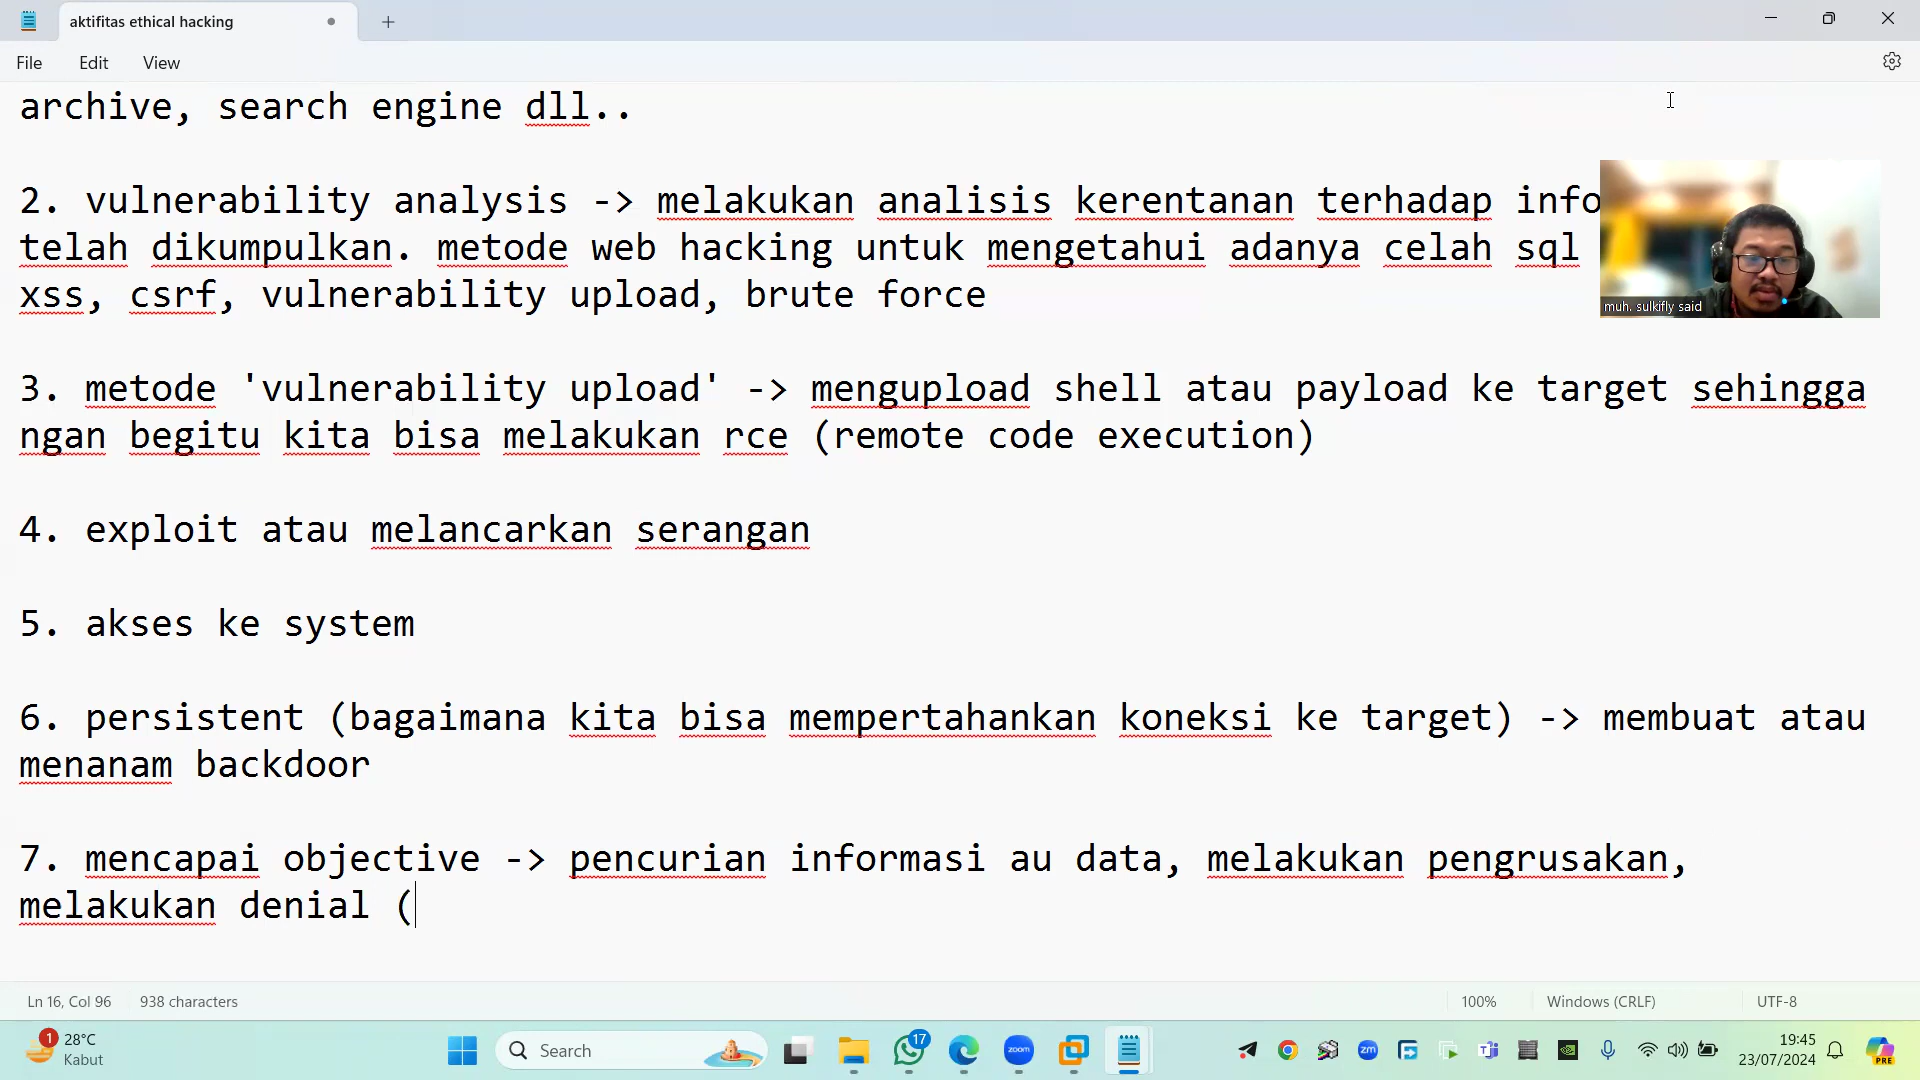 aktifitas ethical hacking
File Edit View
archive, search engine dll..
2. vulnerability analysis -> melakukan analisis kerentanan terhadap info
telah dikumpulkan. metode web hacking untuk mengetahui adanya celah sql
xss, csrf, vulnerability upload, brute force
muh. sulkifly said
3. metode 'vulnerability upload' -> mengupload shell atau payload ke target sehingga
ngan begitu kita bisa melakukan rce (remote code execution)
4. exploit atau melancarkan serangan
5. akses ke system
6. persistent (bagaimana kita bisa mempertahankan koneksi ke target) -> membuat atau
menanam backdoor
7. mencapai objective -> pencurian informasi au data, melakukan pengrusakan,
melakukan denial (
Ln 16, Col 96 938 characters 100% Windows (CRLF) UTF-8
1 28°C
Kabut
Search
17
zoom
zm
PRE
19:45
23/07/2024